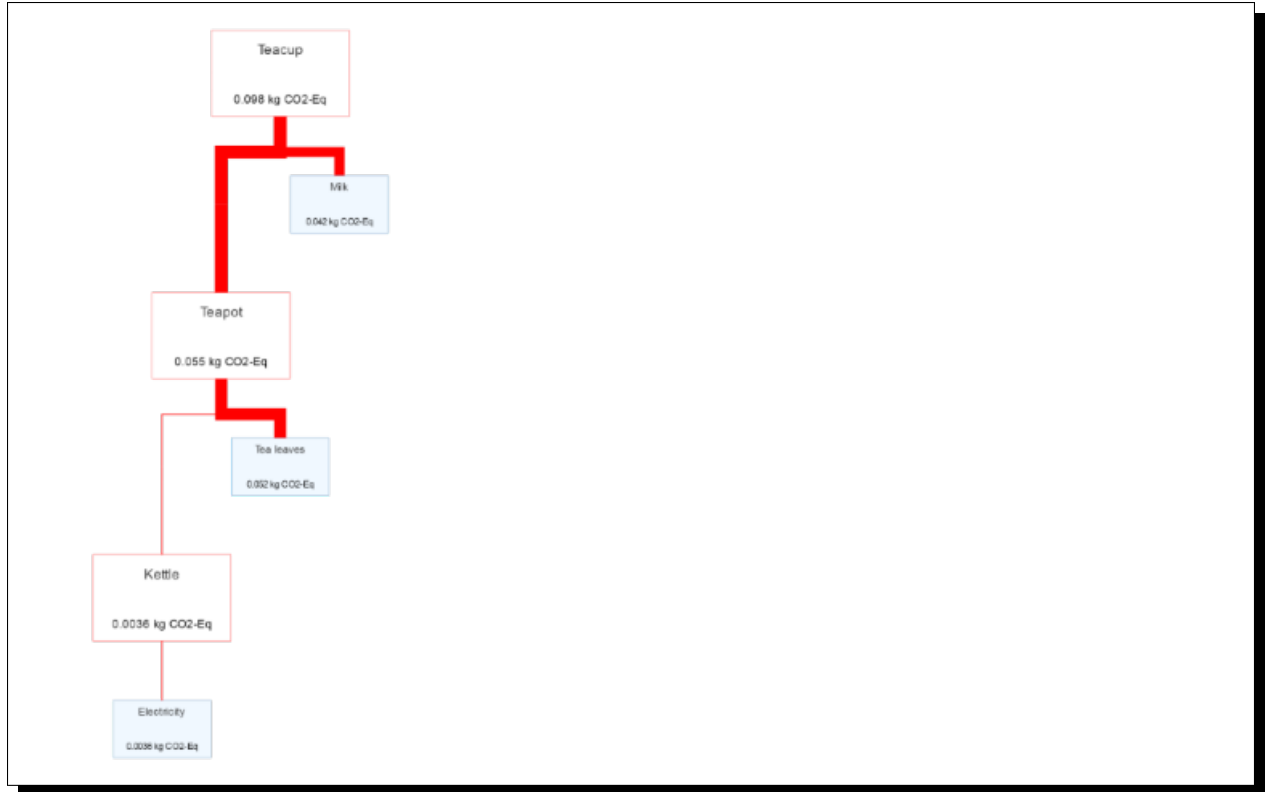 Teacup
0.098 kg CO2-Eq
Milk
0.042 kg CO2-Eq
Teapot
0.055 kg CO2-Eq
Tea leaves
0.052 kg CO2-Eq
Kettle
0.0036 kg CO2-Eq
Electricity
0.0036 kg CO2-Eq